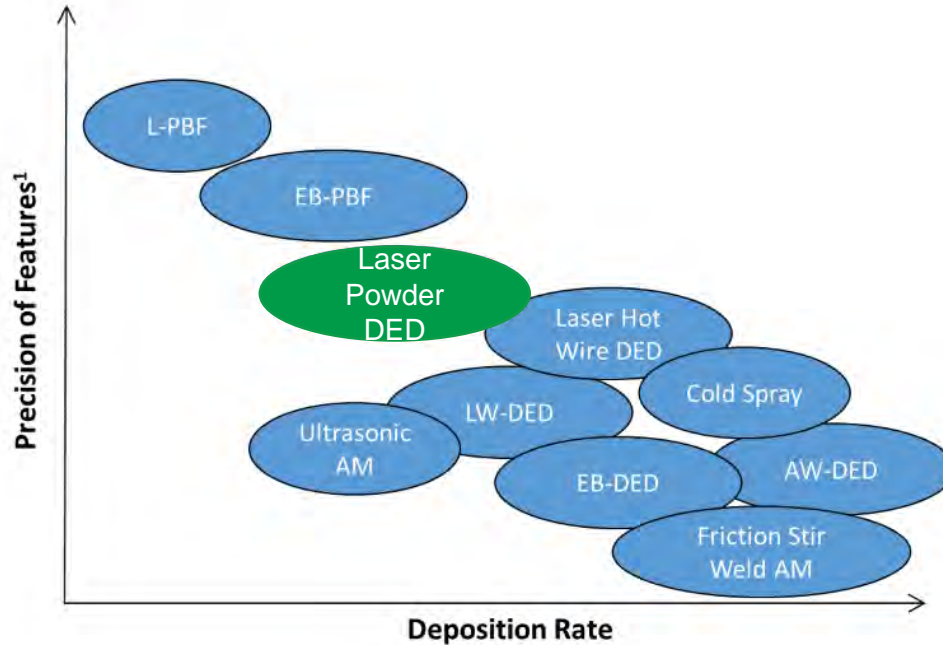 Precision of Features¹
L-PBF
EB-PBF
Laser
Powder
DED
Laser Hot
Wire DED
Cold Spray
LW-DED
Ultrasonic
AM
EB-DED
AW-DED
Friction Stir
Weld AM
Deposition Rate